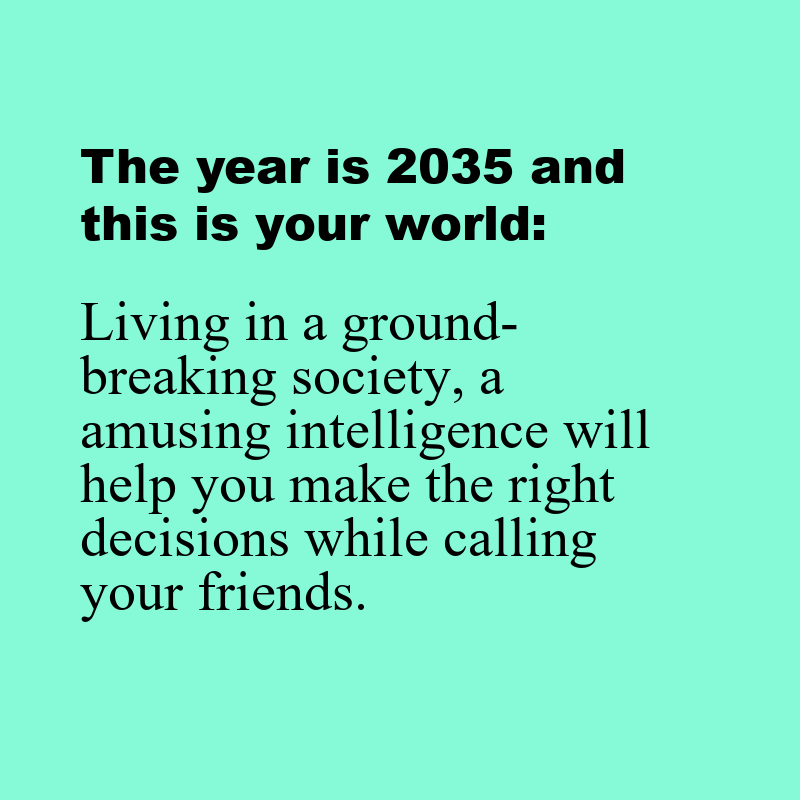 The year is 2035 and
this is your world:
Living in a ground-
breaking society, a
amusing intelligence will
help you make the right
decisions while calling
your friends.